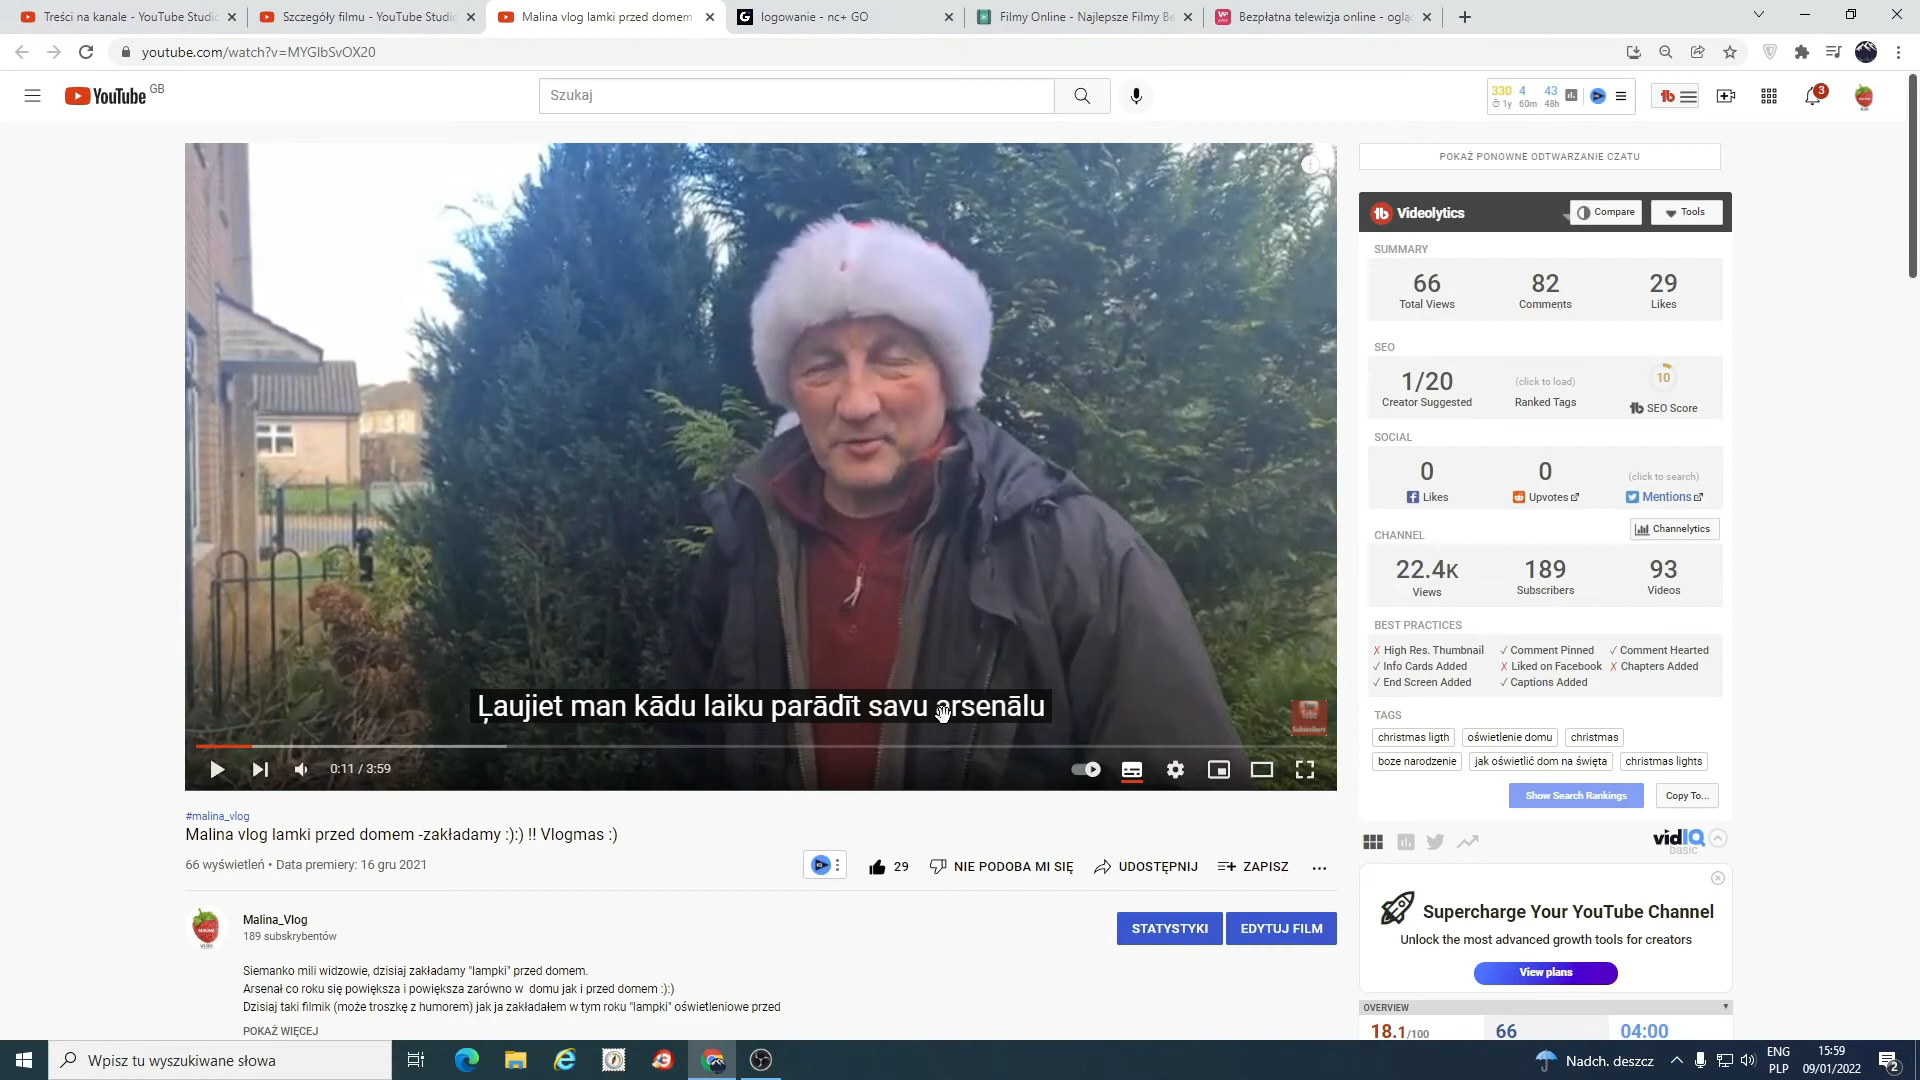 Treści na kanale - YouTube Studio
Szczegóły filmu - YouTube Studio
Malina vlog lamki przed domem
logowanie - nc+ GO
Filmy Online - Najlepsze Filmy Be
Bezpłatna telewizja online - oglą
youtube.com/watch?v=MYGIbSvOX20
YouTube GB
Szukaj
330 4 43
1y 60m 48h
3
POKAŻ PONOWNE ODTWARZANIE CZATU
Videolytics
Compare
Tools
SUMMARY
66 82 29
Total Views Comments Likes
SEO
1/20 (click to load) 10
Creator Suggested Ranked Tags SEO Score
SOCIAL
0 0 (click to search)
Likes Upvotes Mentions
CHANNEL
Channelytics
22.4K 189 93
Views Subscribers Videos
BEST PRACTICES
✗ High Res. Thumbnail ✓ Comment Pinned ✓ Comment Hearted
✓ Info Cards Added ✗ Liked on Facebook ✗ Chapters Added
✓ End Screen Added ✓ Captions Added
TAGS
christmas ligth oświetlenie domu christmas
boze narodzenie jak oświetlić dom na święta christmas lights
Show Search Rankings Copy To...
vidIQ
basic
Supercharge Your YouTube Channel
Unlock the most advanced growth tools for creators
View plans
OVERVIEW
18.1/100 66 04:00
Ļaujiet man kādu laiku parādīt savu arsenālu
0:11 / 3:59
#malina_vlog
Malina vlog lamki przed domem -zakładamy :):) !! Vlogmas :)
66 wyświetleń • Data premiery: 16 gru 2021
29 NIE PODOBA MI SIĘ UDOSTĘPNIJ ZAPISZ
Malina_Vlog
189 subskrybentów
STATYSTYKI EDYTUJ FILM
Siemanko mili widzowie, dzisiaj zakładamy "lampki" przed domem.
Arsenał co roku się powiększa i powiększa zarówno w domu jak i przed domem :):)
Dzisiaj taki filmik (może troszkę z humorem) jak ja zakładałem w tym roku "lampki" oświetleniowe przed
POKAŻ WIĘCEJ
Wpisz tu wyszukiwane słowa
Nadch. deszcz
ENG
PLP
15:59
09/01/2022
2